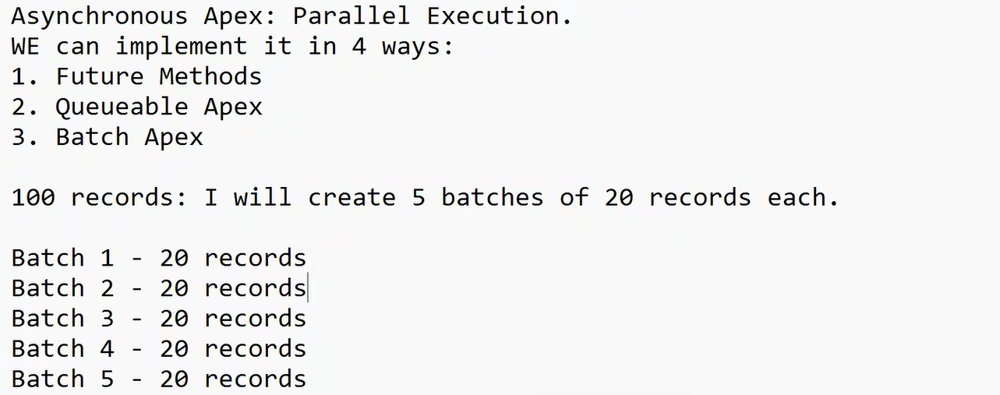 Asynchronous Apex: Parallel Execution.
WE can implement it in 4 ways:
1. Future Methods
2. Queueable Apex
3. Batch Apex
100 records: I will create 5 batches of 20 records each.
Batch 1 - 20 records
Batch 2 - 20 records
Batch 3 - 20 records
Batch 4 - 20 records
Batch 5 - 20 records